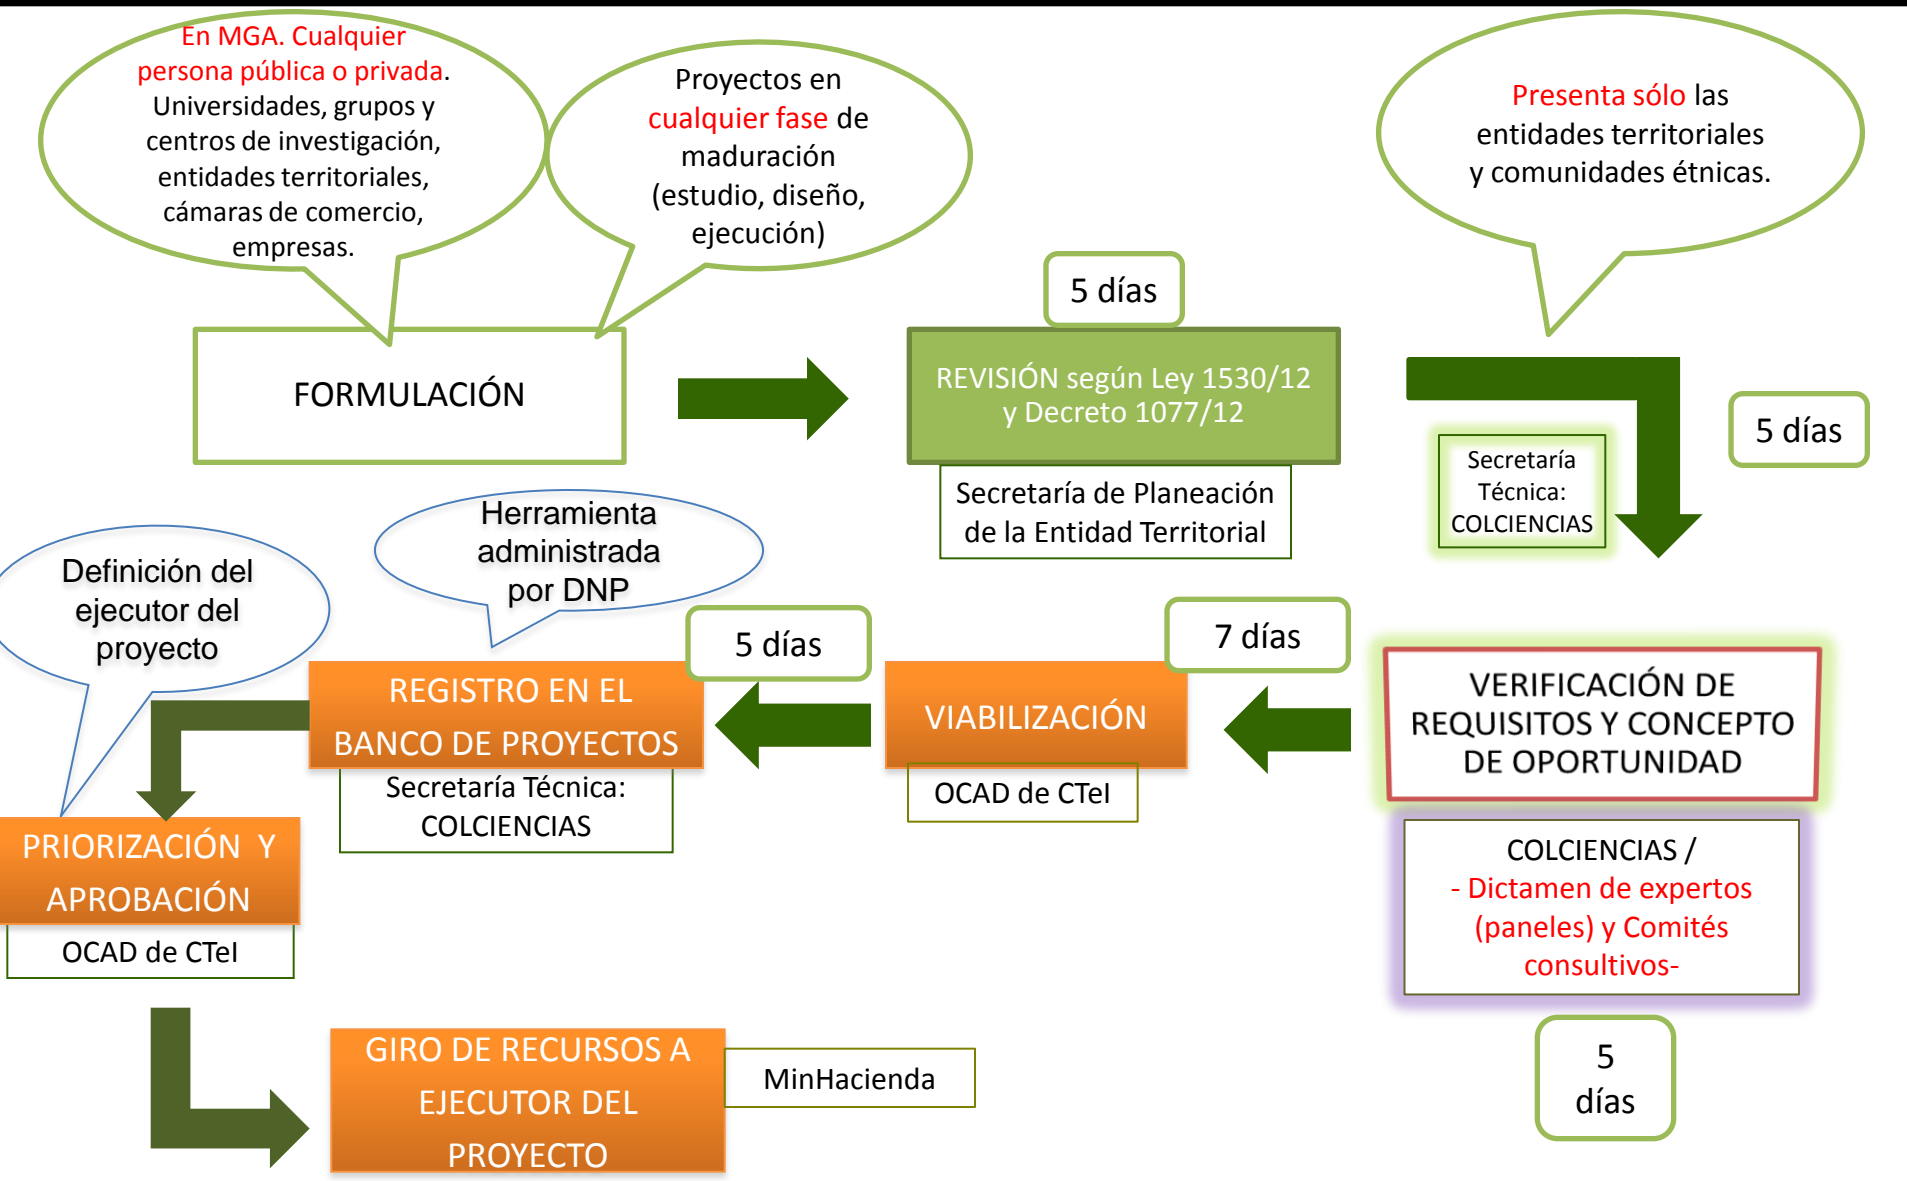 En MGA. Cualquier
persona pública o privada.
Universidades, grupos y
centros de investigación,
entidades territoriales,
cámaras de comercio,
empresas.
Proyectos en
cualquier fase de
maduración
(estudio, diseño,
ejecución)
Presenta sólo las
entidades territoriales
y comunidades étnicas.
5 días
FORMULACIÓN
REVISIÓN según Ley 1530/12
y Decreto 1077/12
Secretaría de Planeación
de la Entidad Territorial
5 días
Secretaría
Técnica:
COLCIENCIAS
Definición del
ejecutor del
proyecto
Herramienta
administrada
por DNP
5 días
7 días
VERIFICACIÓN DE
REQUISITOS Y CONCEPTO
DE OPORTUNIDAD
COLCIENCIAS /
- Dictamen de expertos
(paneles) y Comités
consultivos-
5
días
VIABILIZACIÓN
OCAD de CTeI
REGISTRO EN EL
BANCO DE PROYECTOS
Secretaría Técnica:
COLCIENCIAS
PRIORIZACIÓN Y
APROBACIÓN
OCAD de CTeI
GIRO DE RECURSOS A
EJECUTOR DEL
PROYECTO
MinHacienda